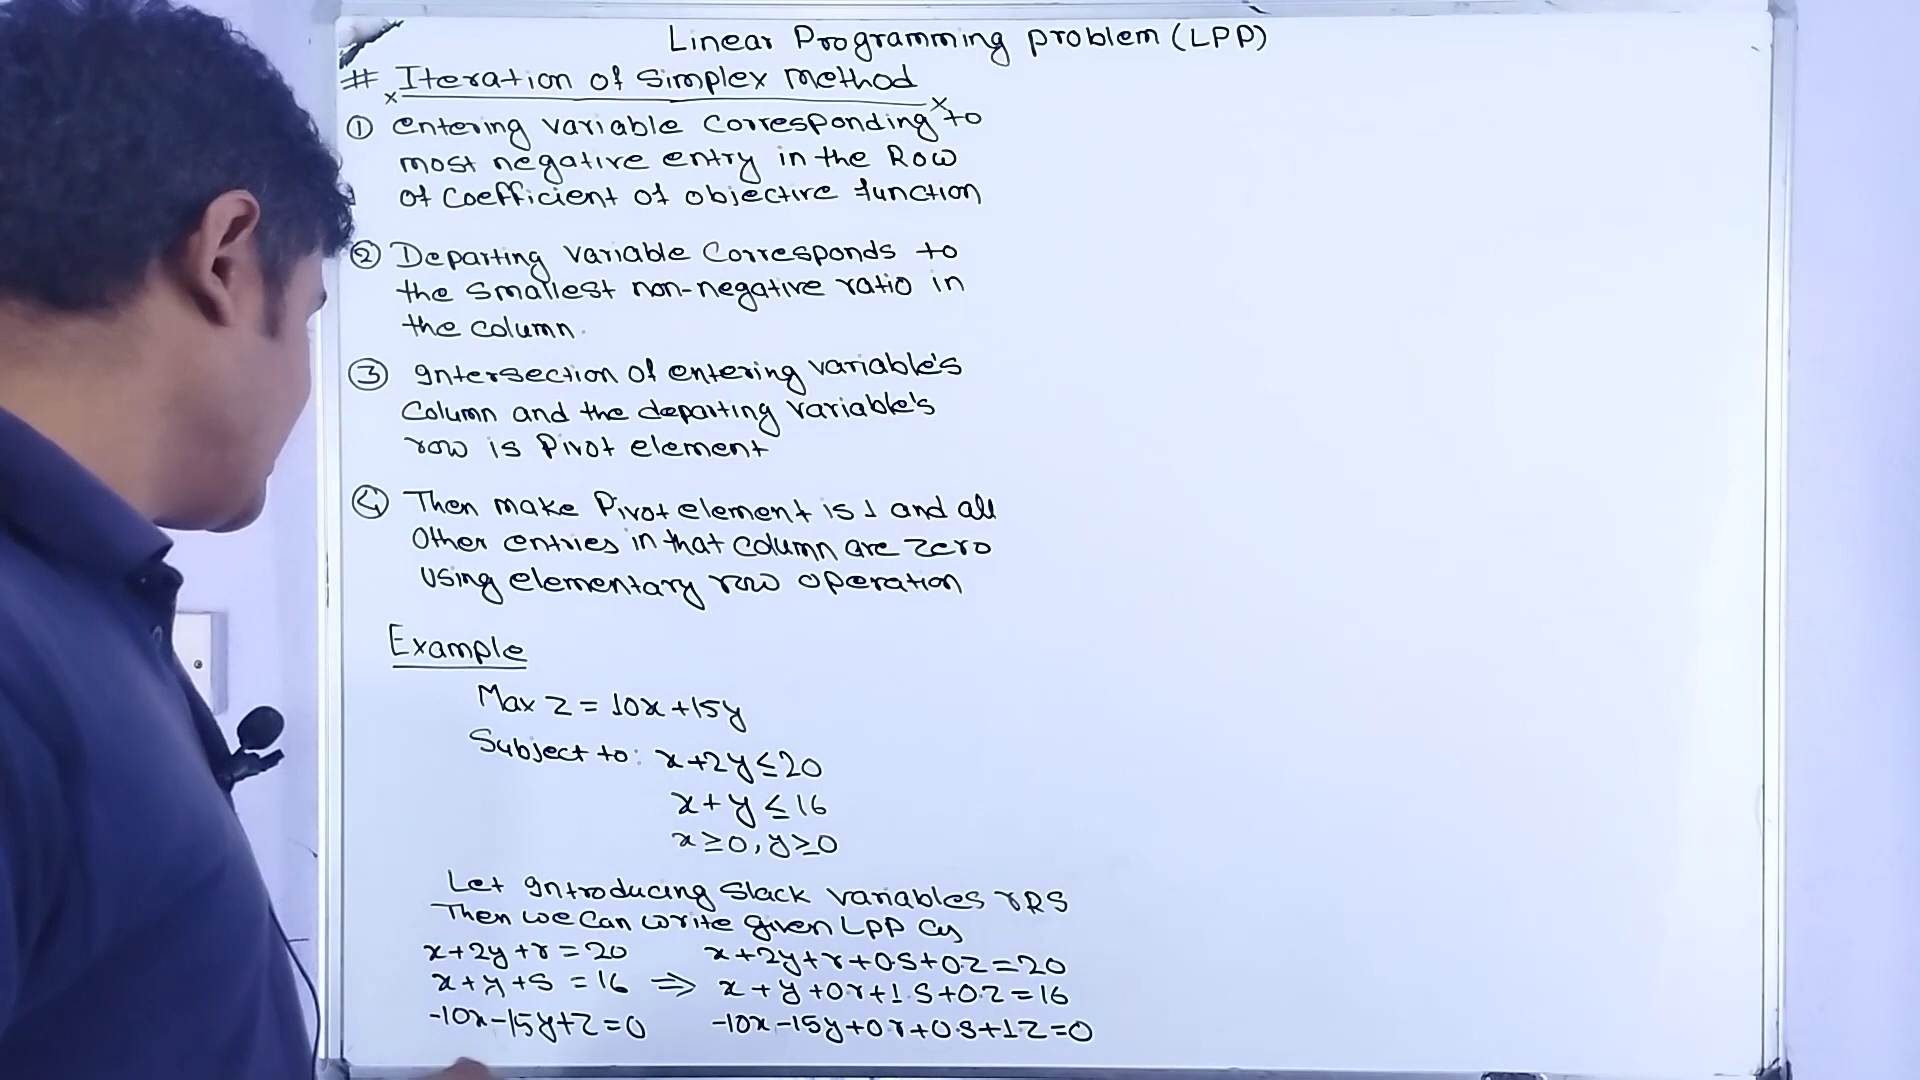 Linear Programming problem (LPP)
# Iteration of Simplex method
① entering variable Corresponding to
most negative entry in the Row
of Coefficient of objective function
② Departing variable Corresponds to
the smallest non-negative ratio in
the column.
③ Intersection of entering variable's
Column and the departing variable's
row is Pivot element
④ Then make Pivot element is 1 and all
Other entries in that column are zero
Using elementary row operation
Example
Max Z = 10x + 15y
Subject to: x+2y ≤ 20
x + y ≤ 16
x ≥ 0, y ≥ 0
Let Introducing Slack variables r & s
Then we Can write given LPP as
x+2y+r = 20 x+2y+r+0.S+0.Z=20
x+y+S = 16 ⇒ x+y+0r+1.S+0.Z=16
-10x-15y+Z=0 -10x-15y+0r+0.S+1Z=0